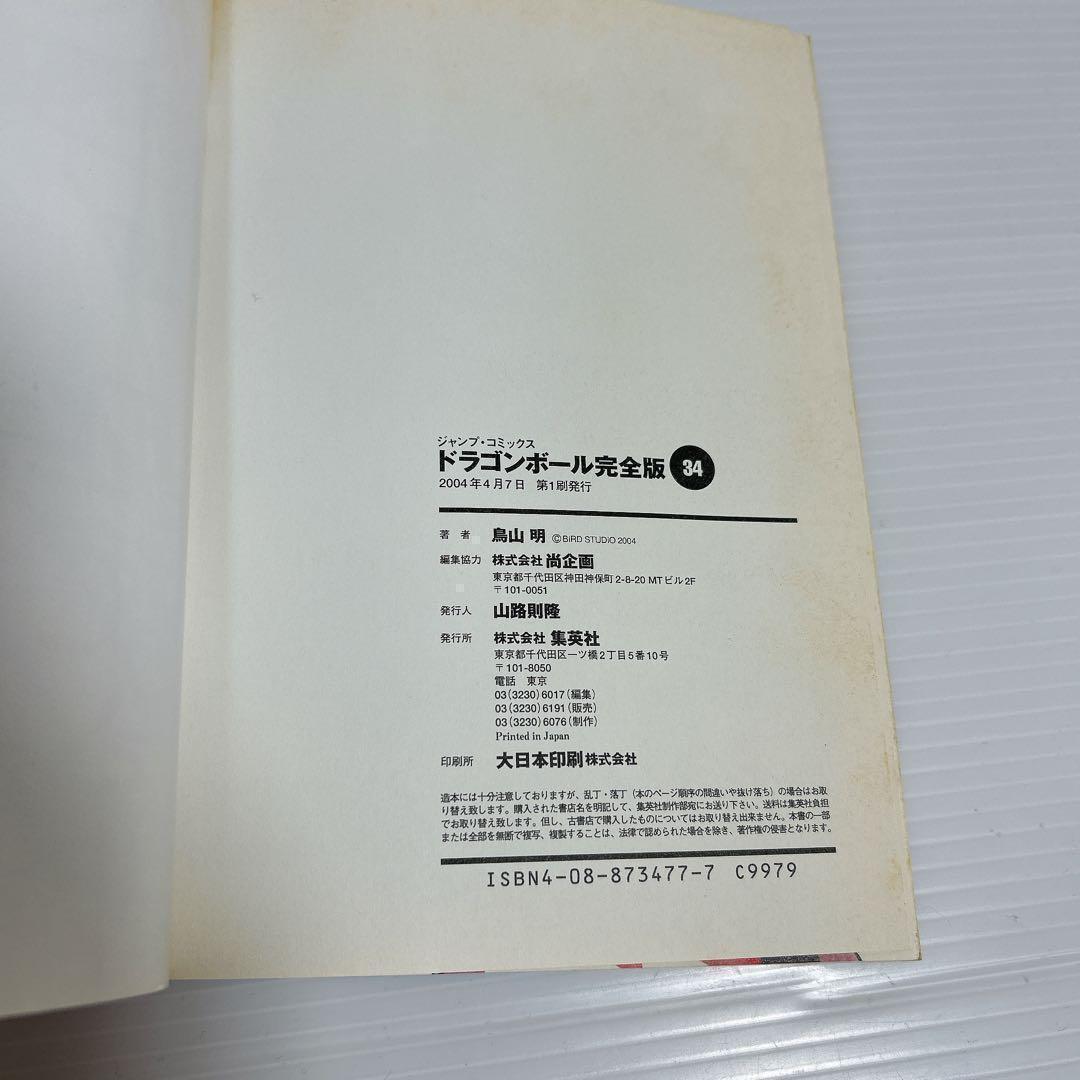 ジャンプ・コミックス
ドラゴンボール完全版 34
2004年4月7日 第1刷発行
著者 鳥山 明 ©BIRD STUDIO 2004
編集協力 株式会社 尚企画
東京都千代田区神田神保町2-8-20 MTビル2F
〒101-0051
発行人 山路則隆
発行所 株式会社 集英社
東京都千代田区一ツ橋2丁目5番10号
〒101-8050
電話 東京
03(3230)6017(編集)
03(3230)6191(販売)
03(3230)6076(制作)
Printed in Japan
印刷所 大日本印刷株式会社
造本には十分注意しておりますが、乱丁・落丁(本のページ順序の間違いや抜け落ち)の場合はお取
り替え致します。購入された書店名を明記して、集英社制作部宛にお送り下さい。送料は集英社負担
でお取り替え致します。但し、古書店で購入したものについてはお取り替え出来ません。本書の一部
または全部を無断で複写、複製することは、法律で認められた場合を除き、著作権の侵害となります。
ISBN4-08-873477-7 C9979